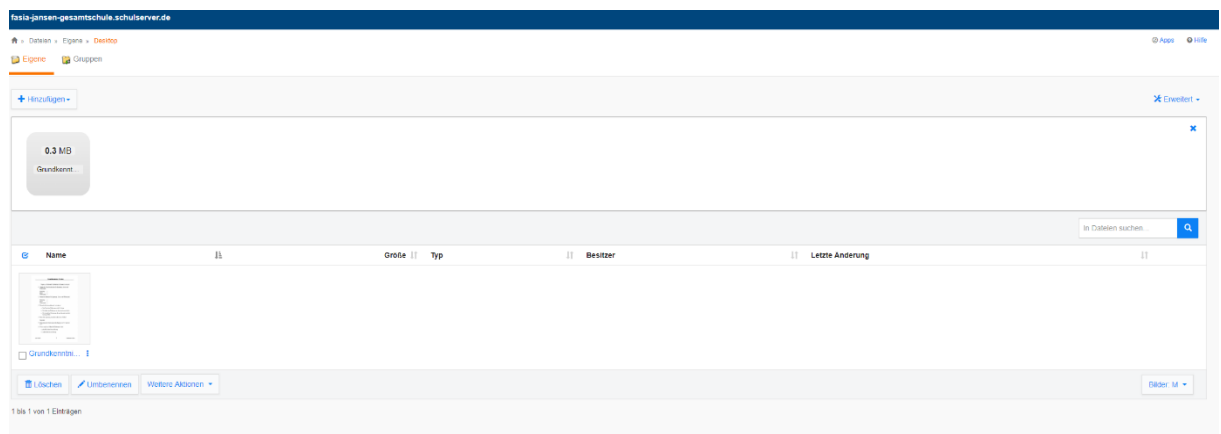 fasia-jansen-gesamtschule.schulserver.de
» Dateien » Eigene » Desktop
Apps Hilfe
Eigene Gruppen
Hinzufügen
Erweitert
0.3 MB
Grundkennt...
In Dateien suchen...
Name Größe Typ Besitzer Letzte Änderung
Grundkenntni...
Löschen Umbenennen Weitere Aktionen Bilder: M
1 bis 1 von 1 Einträgen